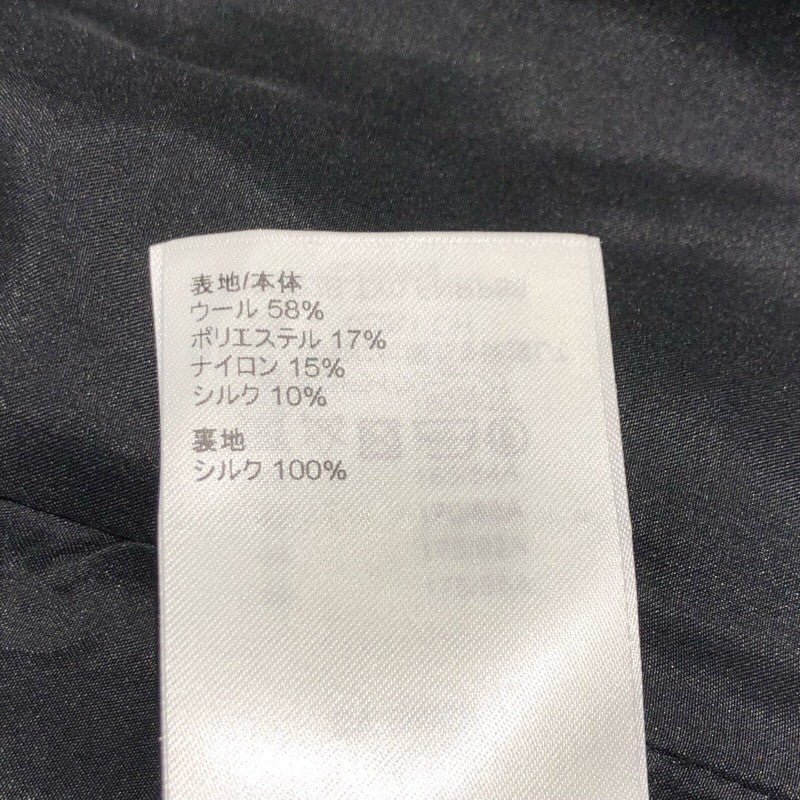 表地/本体
ウール 58%
ポリエステル 17%
ナイロン 15%
シルク 10%
裏地
シルク 100%